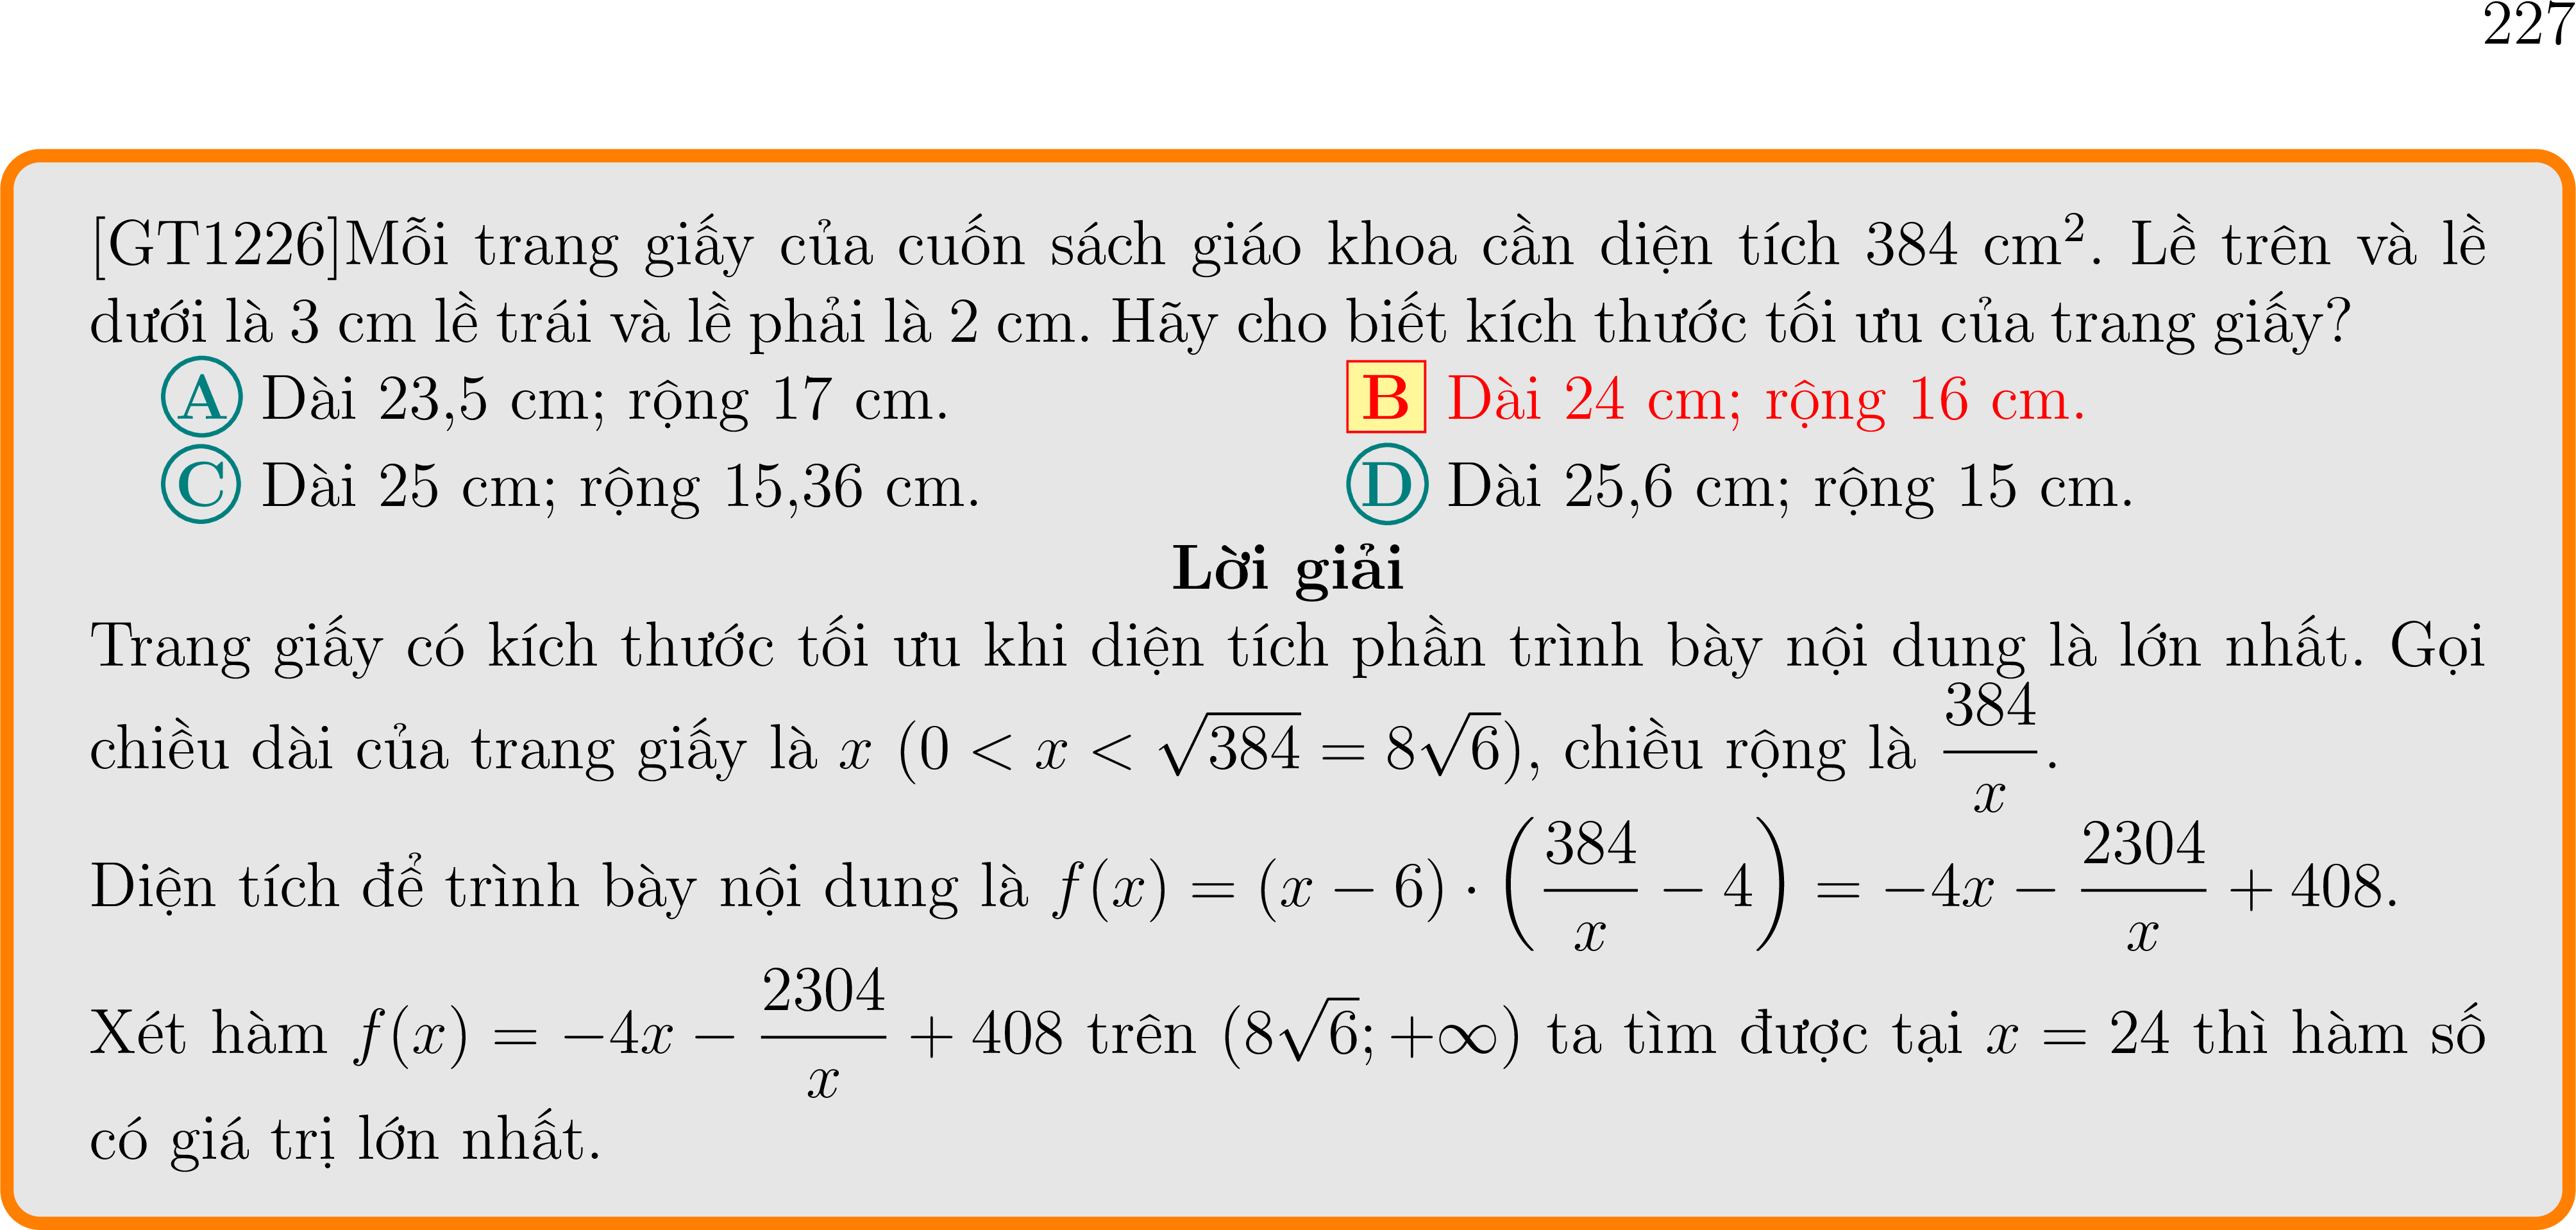 227
[GT1226]Mỗi trang giấy của cuốn sách giáo khoa cần diện tích 384 cm². Lề trên và lề
dưới là 3 cm lề trái và lề phải là 2 cm. Hãy cho biết kích thước tối ưu của trang giấy?
A Dài 23,5 cm; rộng 17 cm. B Dài 24 cm; rộng 16 cm.
C Dài 25 cm; rộng 15,36 cm. D Dài 25,6 cm; rộng 15 cm.
Lời giải
Trang giấy có kích thước tối ưu khi diện tích phần trình bày nội dung là lớn nhất. Gọi
chiều dài của trang giấy là $x$ $(0 < x < \sqrt{384} = 8\sqrt{6})$, chiều rộng là $\dfrac{384}{x}$.
Diện tích để trình bày nội dung là $f(x) = (x - 6) \cdot \left(\dfrac{384}{x} - 4\right) = -4x - \dfrac{2304}{x} + 408$.
Xét hàm $f(x) = -4x - \dfrac{2304}{x} + 408$ trên $(8\sqrt{6}; +\infty)$ ta tìm được tại $x = 24$ thì hàm số
có giá trị lớn nhất.